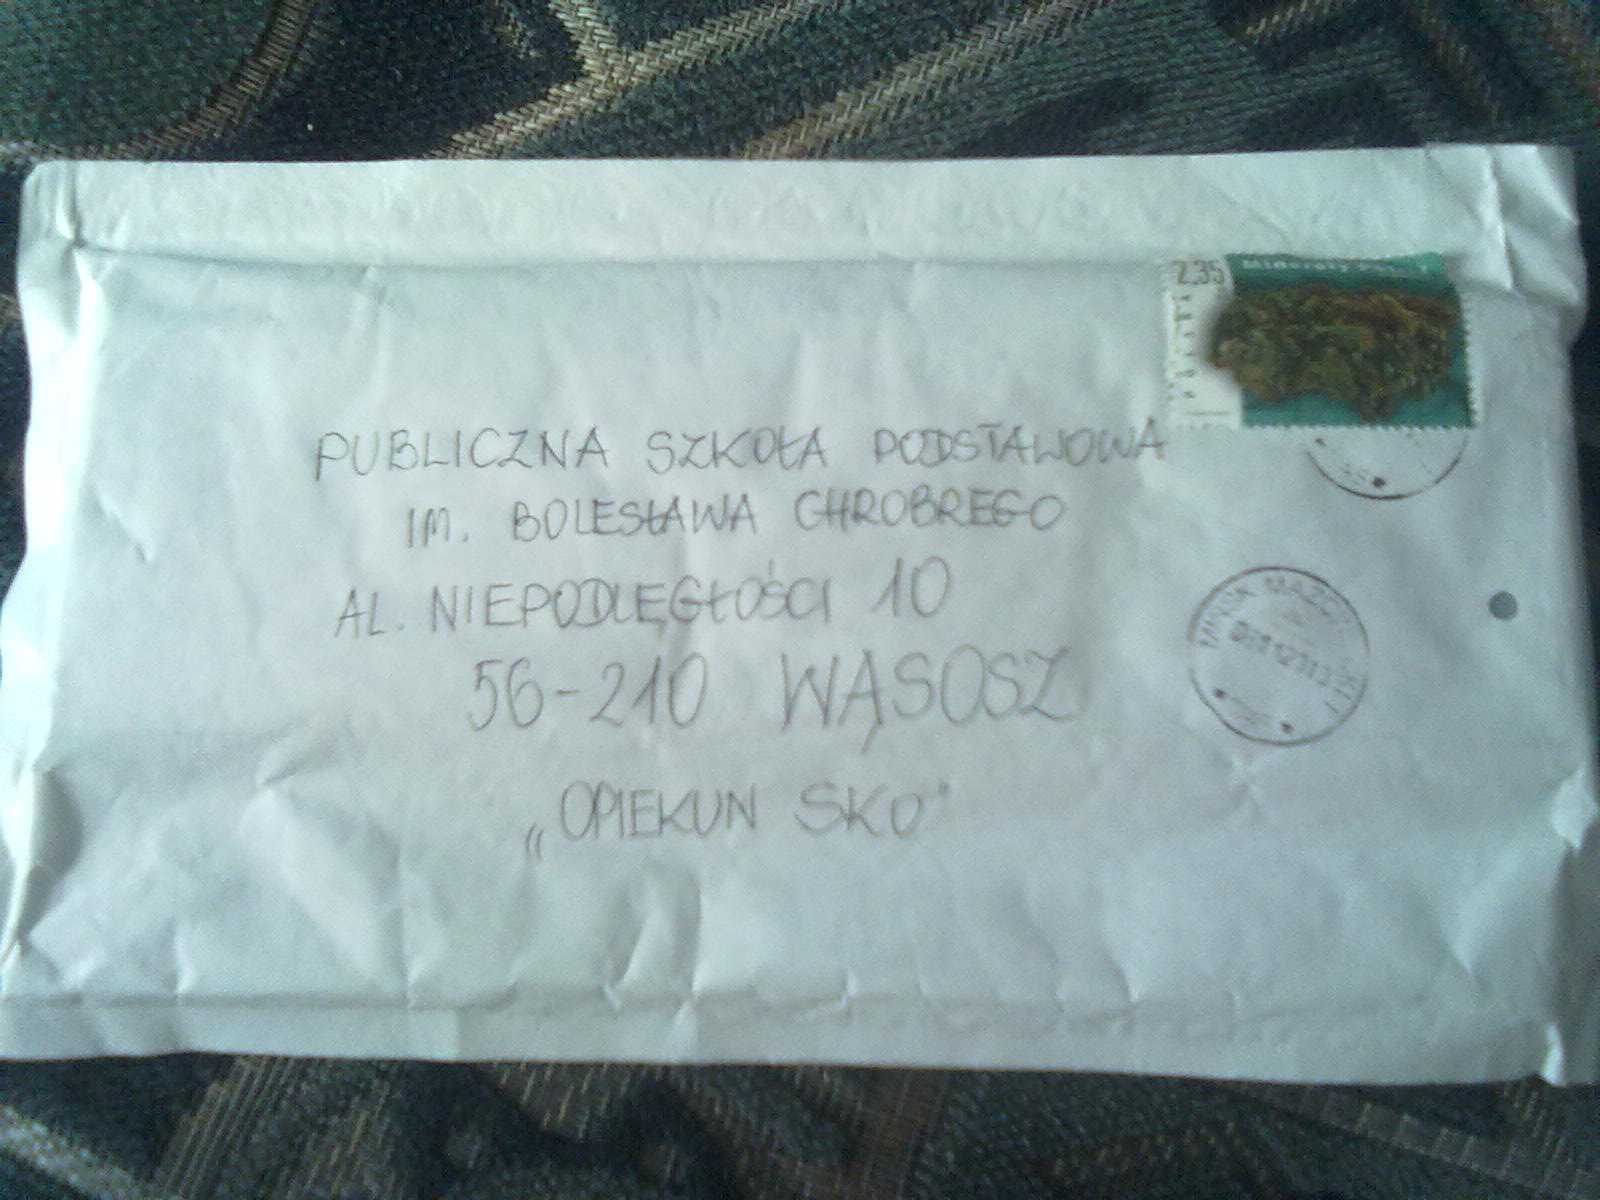 2,35
PUBLICZNA SZKOŁA PODSTAWOWA
IM. BOLESŁAWA CHROBREGO
AL. NIEPODLEGŁOŚCI 10
56-210 WĄSOSZ
„OPIEKUN SKO"